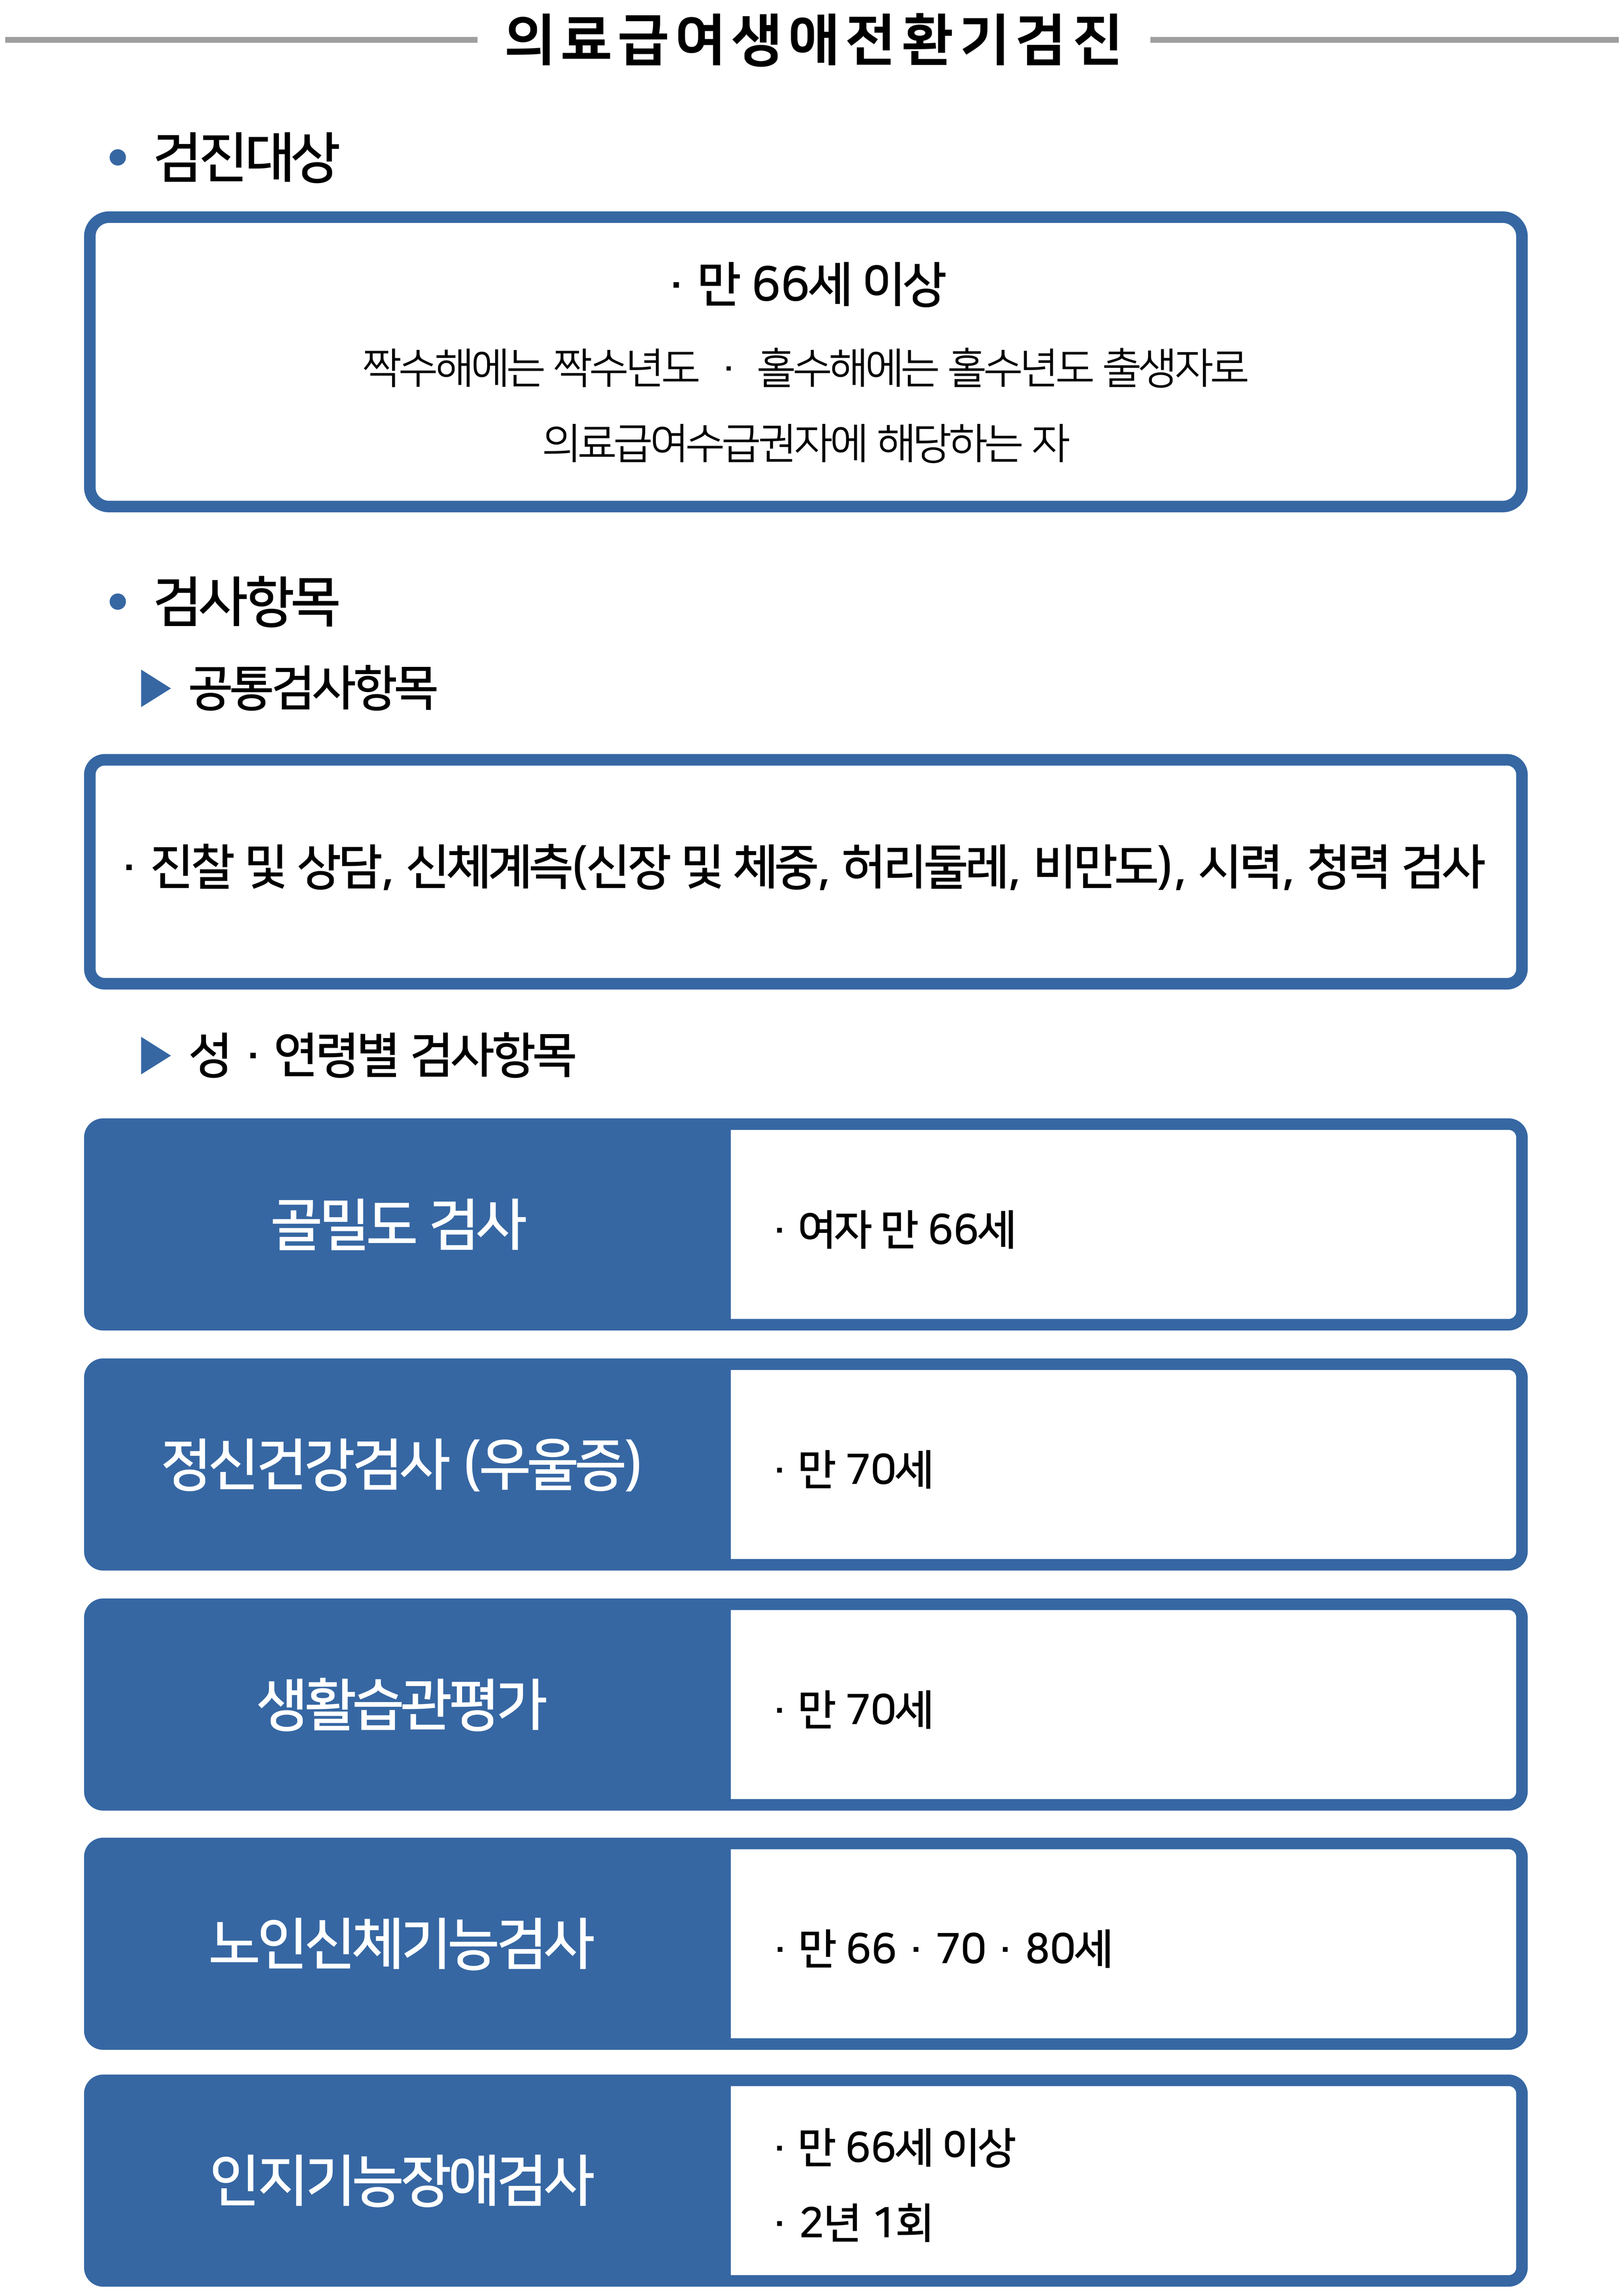 의료급여생애전환기검진
• 검진대상
· 만 66세 이상
짝수해에는 짝수년도 · 홀수해에는 홀수년도 출생자로
의료급여수급권자에 해당하는 자
• 검사항목
▶ 공통검사항목
· 진찰 및 상담, 신체계측(신장 및 체중, 허리둘레, 비만도), 시력, 청력 검사
▶ 성 · 연령별 검사항목
골밀도 검사
· 여자 만 66세
정신건강검사 (우울증)
· 만 70세
생활습관평가
· 만 70세
노인신체기능검사
· 만 66 · 70 · 80세
인지기능장애검사
· 만 66세 이상
· 2년 1회